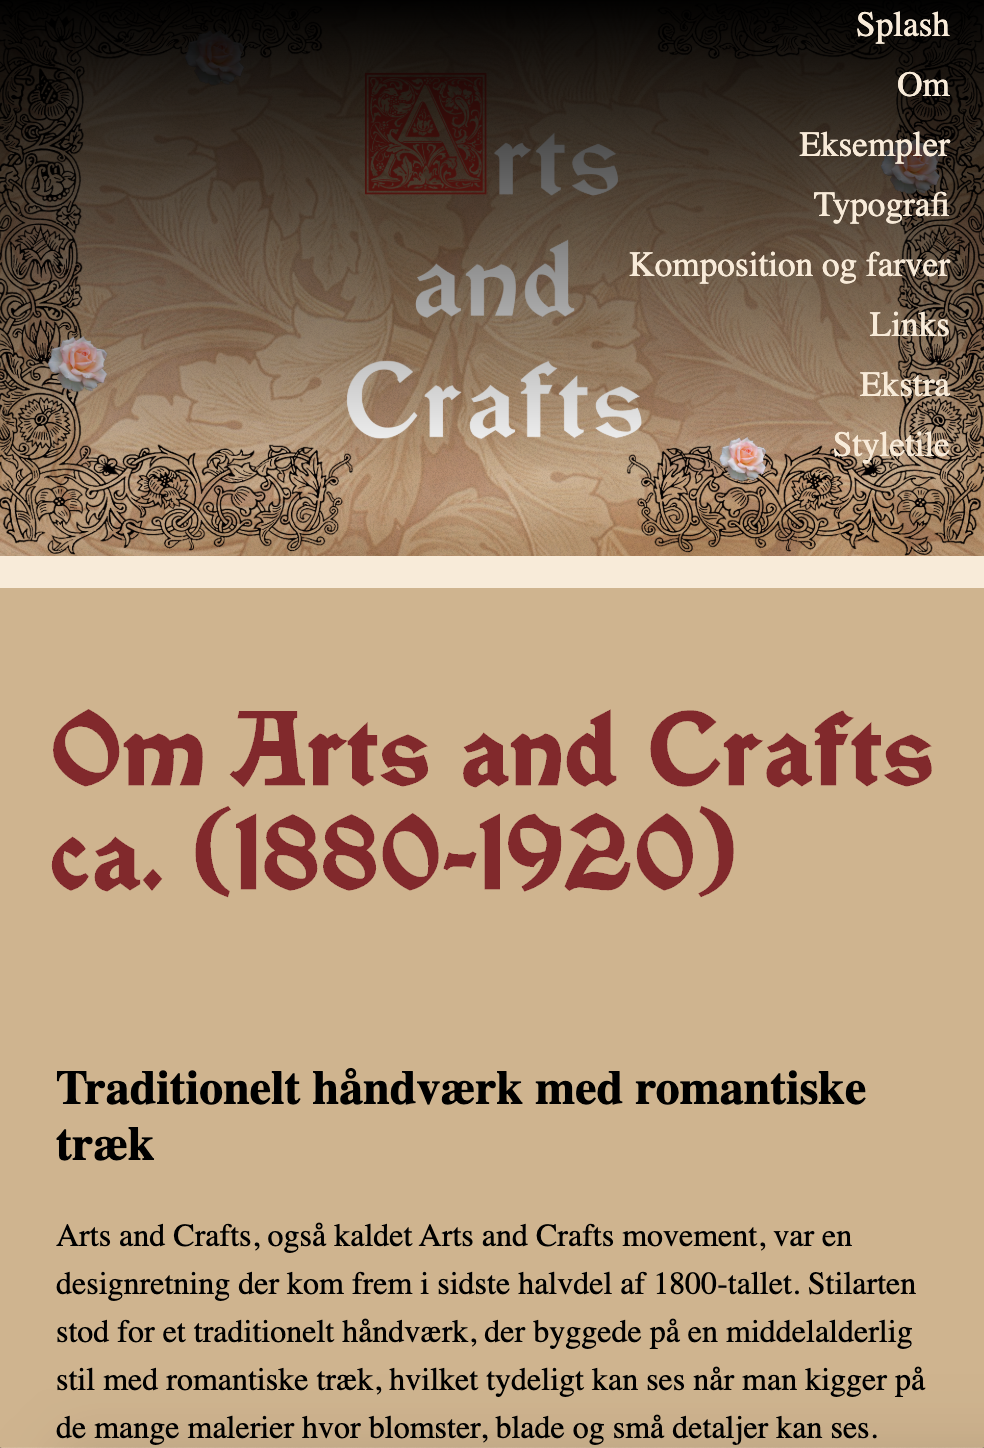 Splash
Om
Eksempler
Typografi
Komposition og farver
Links
Ekstra
Styletile
Arts
and
Crafts
Om Arts and Crafts
ca. (1880-1920)
Traditionelt håndværk med romantiske
træk
Arts and Crafts, også kaldet Arts and Crafts movement, var en
designretning der kom frem i sidste halvdel af 1800-tallet. Stilarten
stod for et traditionelt håndværk, der byggede på en middelalderlig
stil med romantiske træk, hvilket tydeligt kan ses når man kigger på
de mange malerier hvor blomster, blade og små detaljer kan ses.